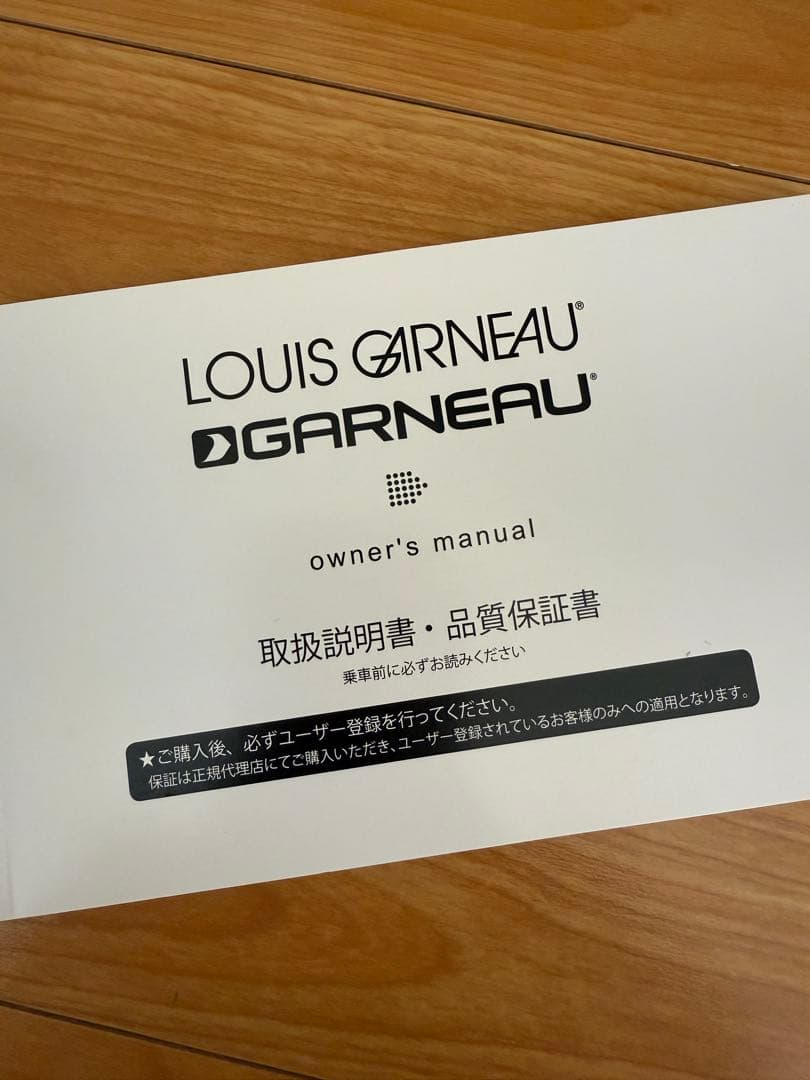 LOUIS GARNEAU®
GARNEAU®
owner's manual
取扱説明書・品質保証書
乗車前に必ずお読みください
★ご購入後、必ずユーザー登録を行ってください。
保証は正規代理店にてご購入いただき、ユーザー登録されているお客様のみへの適用となります。